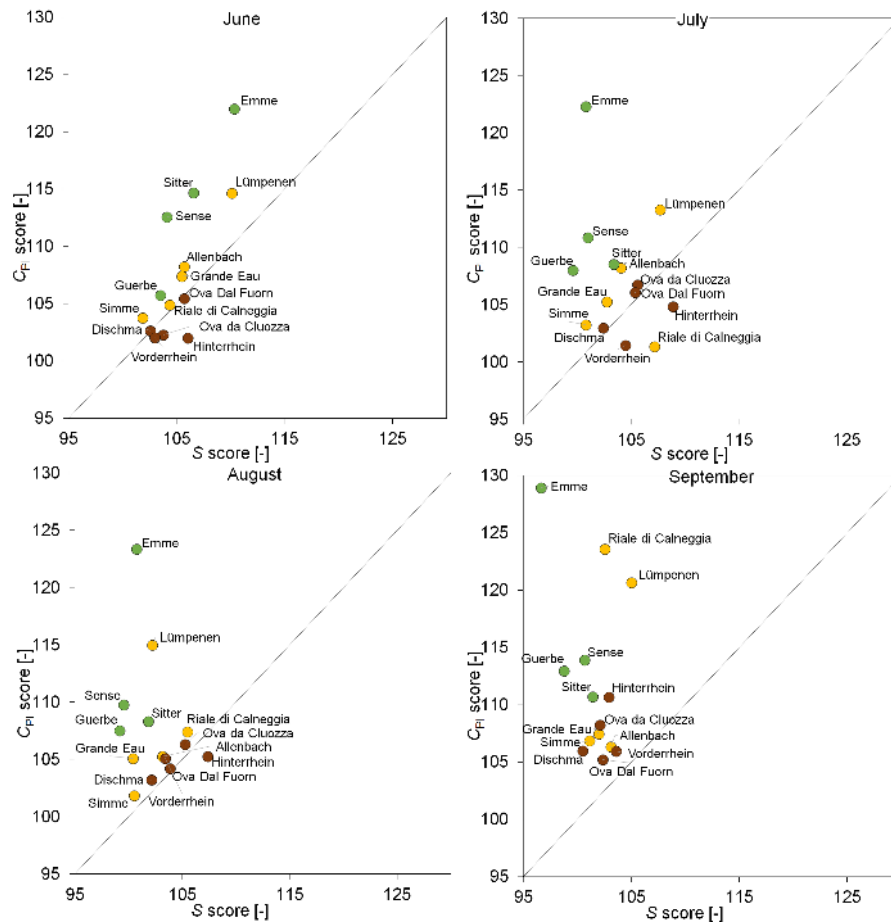 June
130
125
120
115
110
105
100
95
95
105
115
125
C_PI score [-]
S score [-]
Emme
Sitter
Lümpenen
Sense
Allenbach
Grande Eau
Guerbe
Ova Dal Fuorn
Simme
Riale di Calneggia
Dischma
Ova da Cluozza
Vorderrhein
Hinterrhein
July
130
125
120
115
110
105
100
95
95
105
115
125
C_P score [-]
S score [-]
Emme
Lümpenen
Sense
Sitter
Guerbe
Allenbach
Ova da Cluozza
Grande Eau
Ova Dal Fuorn
Simme
Hinterrhein
Dischma
Riale di Calneggia
Vorderrhein
August
130
125
120
115
110
105
100
95
95
105
115
125
C_PI score [-]
S score [-]
Emme
Lümpenen
Sense
Guerbe
Sitter
Riale di Calneggia
Ova da Cluozza
Grande Eau
Allenbach
Hinterrhein
Dischma
Ova Dal Fuorn
Simme
Vorderrhein
September
130
125
120
115
110
105
100
95
95
105
115
125
C_PI score [-]
S score [-]
Emme
Riale di Calneggia
Lümpenen
Guerbe
Sense
Sitter
Hinterrhein
Ova da Cluozza
Grande Eau
Allenbach
Simme
Vorderrhein
Dischma
Ova Dal Fuorn